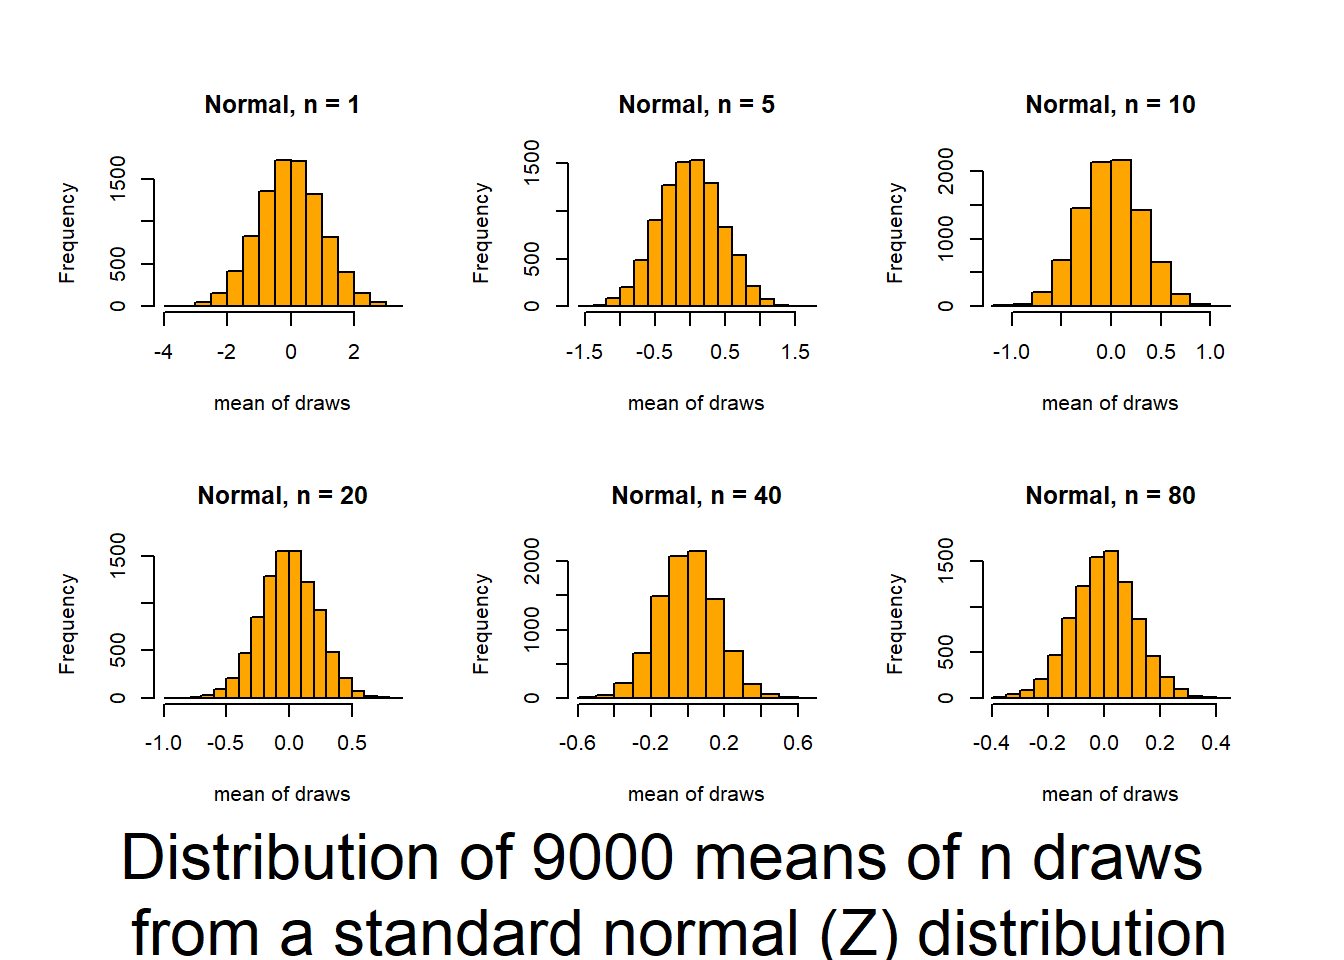 Normal, n = 1
Frequency
0 500 1500
-4 -2 0 2
mean of draws
Normal, n = 5
Frequency
0 500 1500
-1.5 -0.5 0.5 1.5
mean of draws
Normal, n = 10
Frequency
0 1000 2000
-1.0 0.0 0.5 1.0
mean of draws
Normal, n = 20
Frequency
0 500 1500
-1.0 -0.5 0.0 0.5
mean of draws
Normal, n = 40
Frequency
0 1000 2000
-0.6 -0.2 0.2 0.6
mean of draws
Normal, n = 80
Frequency
0 500 1500
-0.4 -0.2 0.0 0.2 0.4
mean of draws
Distribution of 9000 means of n draws
from a standard normal (Z) distribution